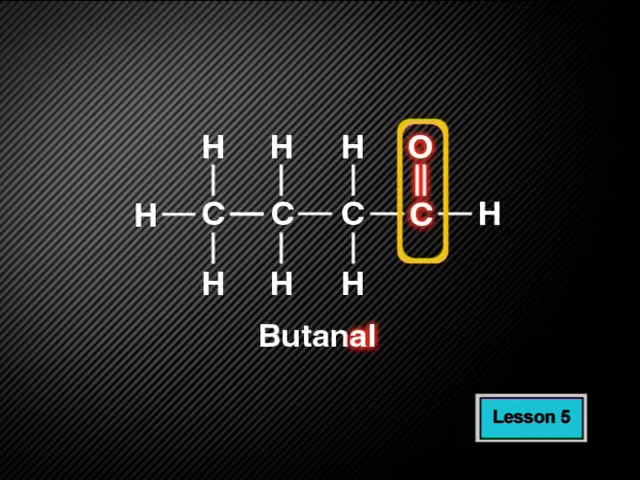 H H H O
H C C C C H
H H H
Butanal
Lesson 5